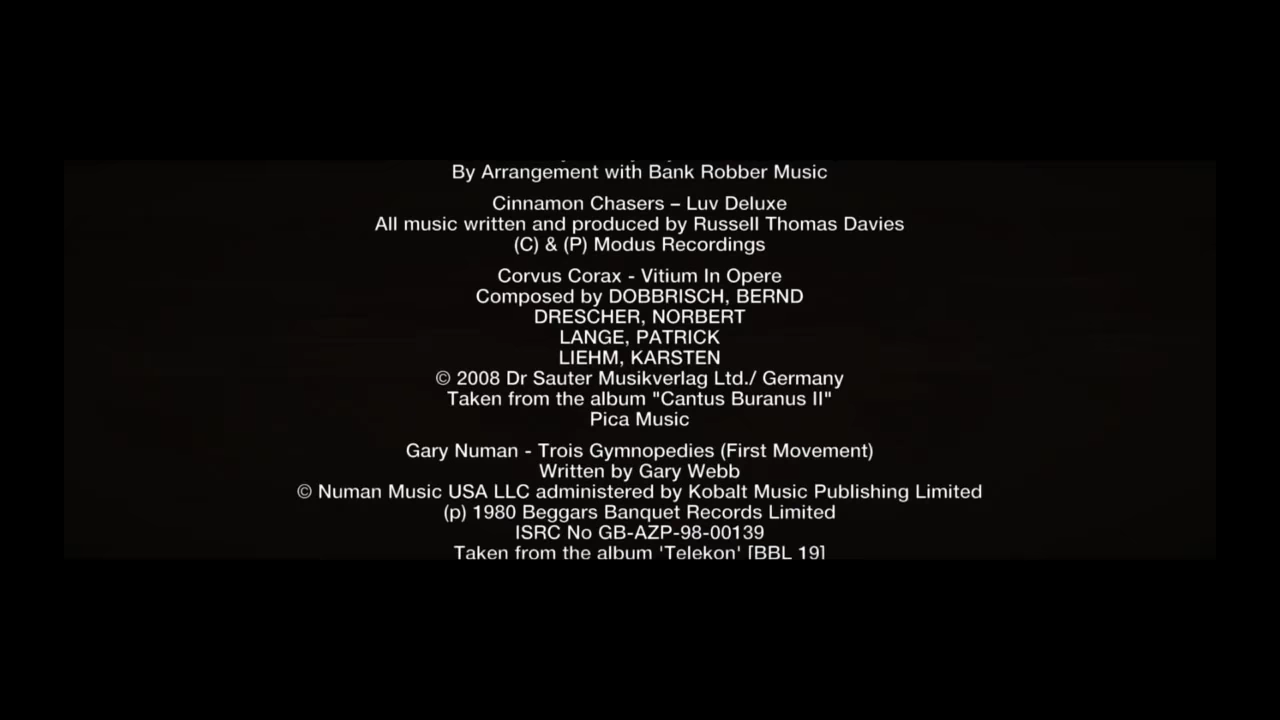 By Arrangement with Bank Robber Music
Cinnamon Chasers – Luv Deluxe
All music written and produced by Russell Thomas Davies
(C) & (P) Modus Recordings
Corvus Corax - Vitium In Opere
Composed by DOBBRISCH, BERND
DRESCHER, NORBERT
LANGE, PATRICK
LIEHM, KARSTEN
© 2008 Dr Sauter Musikverlag Ltd./ Germany
Taken from the album "Cantus Buranus II"
Pica Music
Gary Numan - Trois Gymnopedies (First Movement)
Written by Gary Webb
© Numan Music USA LLC administered by Kobalt Music Publishing Limited
(p) 1980 Beggars Banquet Records Limited
ISRC No GB-AZP-98-00139
Taken from the album 'Telekon' [BBL 19]